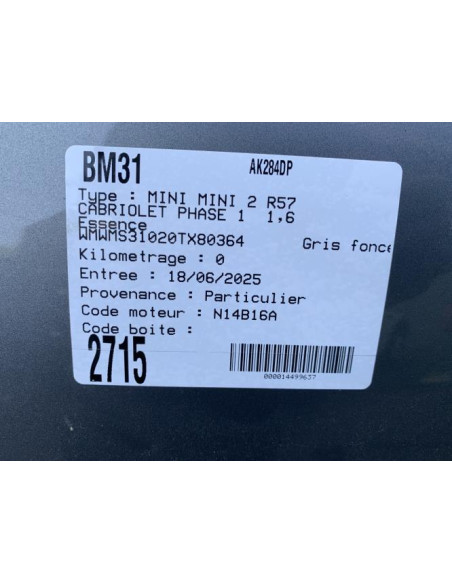 BM31 AK284DP
Type : MINI MINI 2 R57
CABRIOLET PHASE 1 1,6
Essence
WMWMS31020TX80364 Gris fonce
Kilometrage : 0
Entree : 18/06/2025
Provenance : Particulier
Code moteur : N14B16A
Code boite :
2715
000014499637